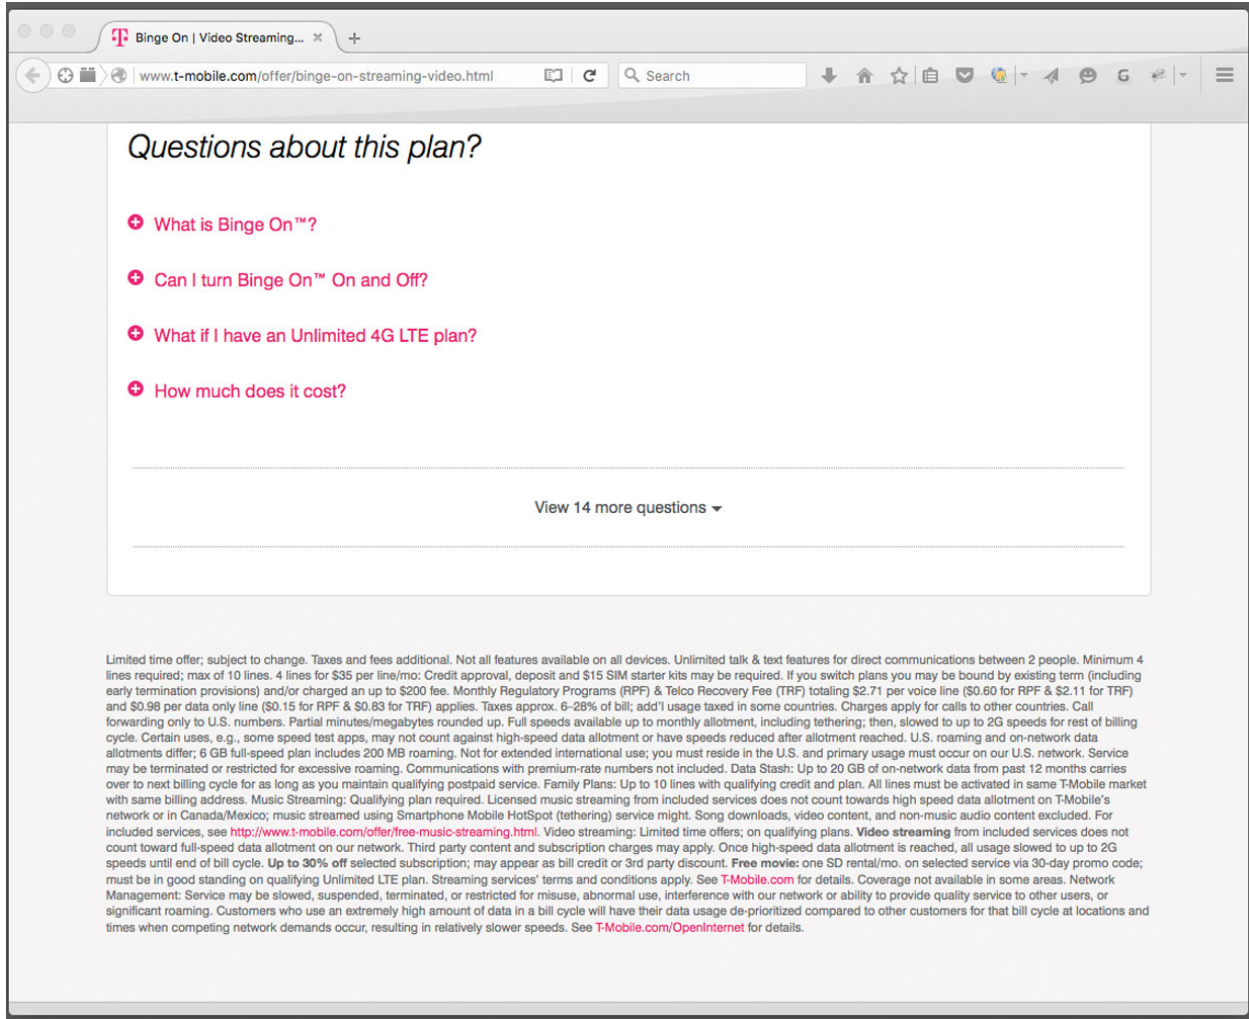 Binge On | Video Streaming...
www.t-mobile.com/offer/binge-on-streaming-video.html
Search
Questions about this plan?
What is Binge On™?
Can I turn Binge On™ On and Off?
What if I have an Unlimited 4G LTE plan?
How much does it cost?
View 14 more questions
Limited time offer; subject to change. Taxes and fees additional. Not all features available on all devices. Unlimited talk & text features for direct communications between 2 people. Minimum 4
lines required; max of 10 lines. 4 lines for $35 per line/mo: Credit approval, deposit and $15 SIM starter kits may be required. If you switch plans you may be bound by existing term (including
early termination provisions) and/or charged an up to $200 fee. Monthly Regulatory Programs (RPF) & Telco Recovery Fee (TRF) totaling $2.71 per voice line ($0.60 for RPF & $2.11 for TRF)
and $0.98 per data only line ($0.15 for RPF & $0.83 for TRF) applies. Taxes approx. 6–28% of bill; add'l usage taxed in some countries. Charges apply for calls to other countries. Call
forwarding only to U.S. numbers. Partial minutes/megabytes rounded up. Full speeds available up to monthly allotment, including tethering; then, slowed to up to 2G speeds for rest of billing
cycle. Certain uses, e.g., some speed test apps, may not count against high-speed data allotment or have speeds reduced after allotment reached. U.S. roaming and on-network data
allotments differ; 6 GB full-speed plan includes 200 MB roaming. Not for extended international use; you must reside in the U.S. and primary usage must occur on our U.S. network. Service
may be terminated or restricted for excessive roaming. Communications with premium-rate numbers not included. Data Stash: Up to 20 GB of on-network data from past 12 months carries
over to next billing cycle for as long as you maintain qualifying postpaid service. Family Plans: Up to 10 lines with qualifying credit and plan. All lines must be activated in same T-Mobile market
with same billing address. Music Streaming: Qualifying plan required. Licensed music streaming from included services does not count towards high speed data allotment on T-Mobile's
network or in Canada/Mexico; music streamed using Smartphone Mobile HotSpot (tethering) service might. Song downloads, video content, and non-music audio content excluded. For
included services, see http://www.t-mobile.com/offer/free-music-streaming.html. Video streaming: Limited time offers; on qualifying plans. Video streaming from included services does not
count toward full-speed data allotment on our network. Third party content and subscription charges may apply. Once high-speed data allotment is reached, all usage slowed to up to 2G
speeds until end of bill cycle. Up to 30% off selected subscription; may appear as bill credit or 3rd party discount. Free movie: one SD rental/mo. on selected service via 30-day promo code;
must be in good standing on qualifying Unlimited LTE plan. Streaming services' terms and conditions apply. See T-Mobile.com for details. Coverage not available in some areas. Network
Management: Service may be slowed, suspended, terminated, or restricted for misuse, abnormal use, interference with our network or ability to provide quality service to other users, or
significant roaming. Customers who use an extremely high amount of data in a bill cycle will have their data usage de-prioritized compared to other customers for that bill cycle at locations and
times when competing network demands occur, resulting in relatively slower speeds. See T-Mobile.com/OpenInternet for details.